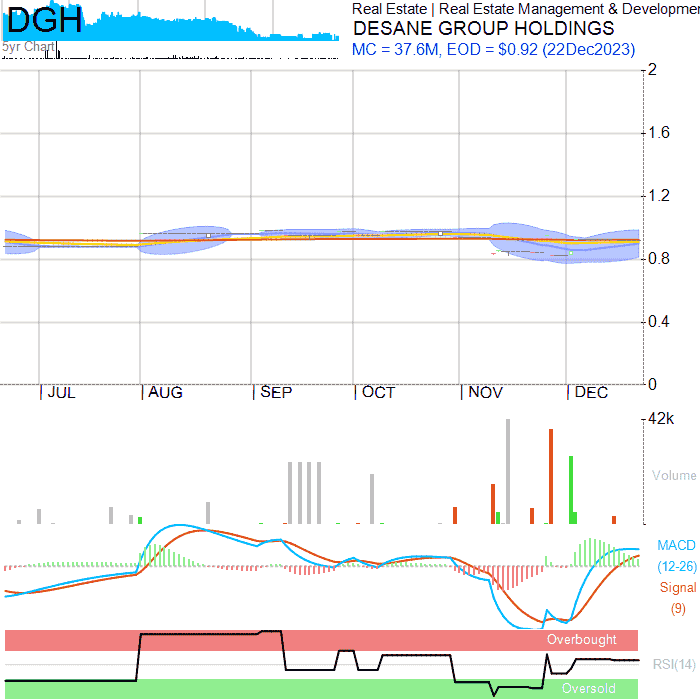 DGH
5yr Chart
Real Estate | Real Estate Management & Developmer
DESANE GROUP HOLDINGS
MC = 37.6M, EOD = $0.92 (22Dec2023)
2
1.6
1.2
0.8
0.4
0
JUL
AUG
SEP
OCT
NOV
DEC
42k
Volume
MACD
(12-26)
Signal
(9)
Overbought
RSI(14)
Oversold